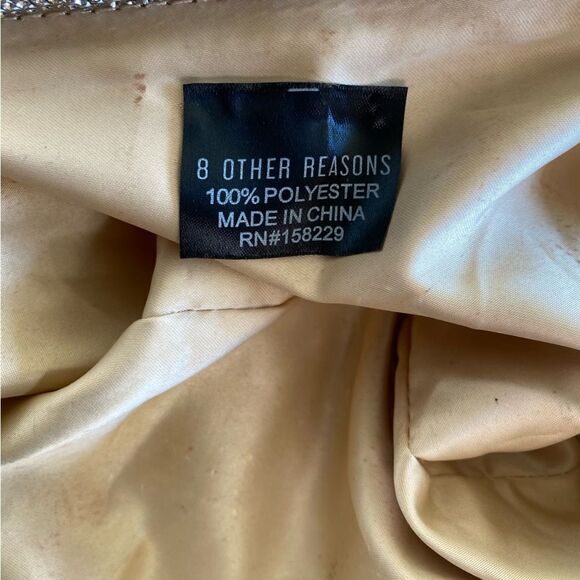 8 OTHER REASONS
100% POLYESTER
MADE IN CHINA
RN#158229